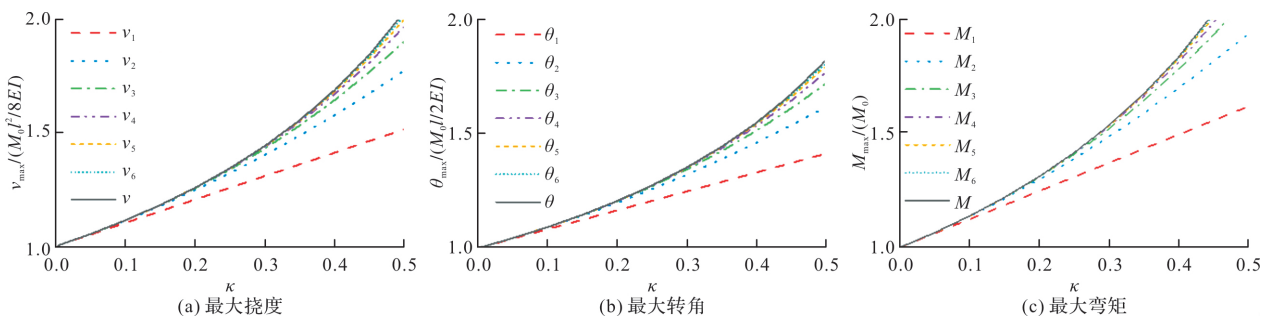 2.0
1.5
1.0
v_max/(M₀l²/8EI)
v₁
v₂
v₃
v₄
v₅
v₆
v
0.0 0.1 0.2 0.3 0.4 0.5
κ
(a) 最大挠度
2.0
1.5
1.0
θ_max/(M₀l/2EI)
θ₁
θ₂
θ₃
θ₄
θ₅
θ₆
θ
0.0 0.1 0.2 0.3 0.4 0.5
κ
(b) 最大转角
2.0
1.5
1.0
M_max/(M₀)
M₁
M₂
M₃
M₄
M₅
M₆
M
0.0 0.1 0.2 0.3 0.4 0.5
κ
(c) 最大弯矩